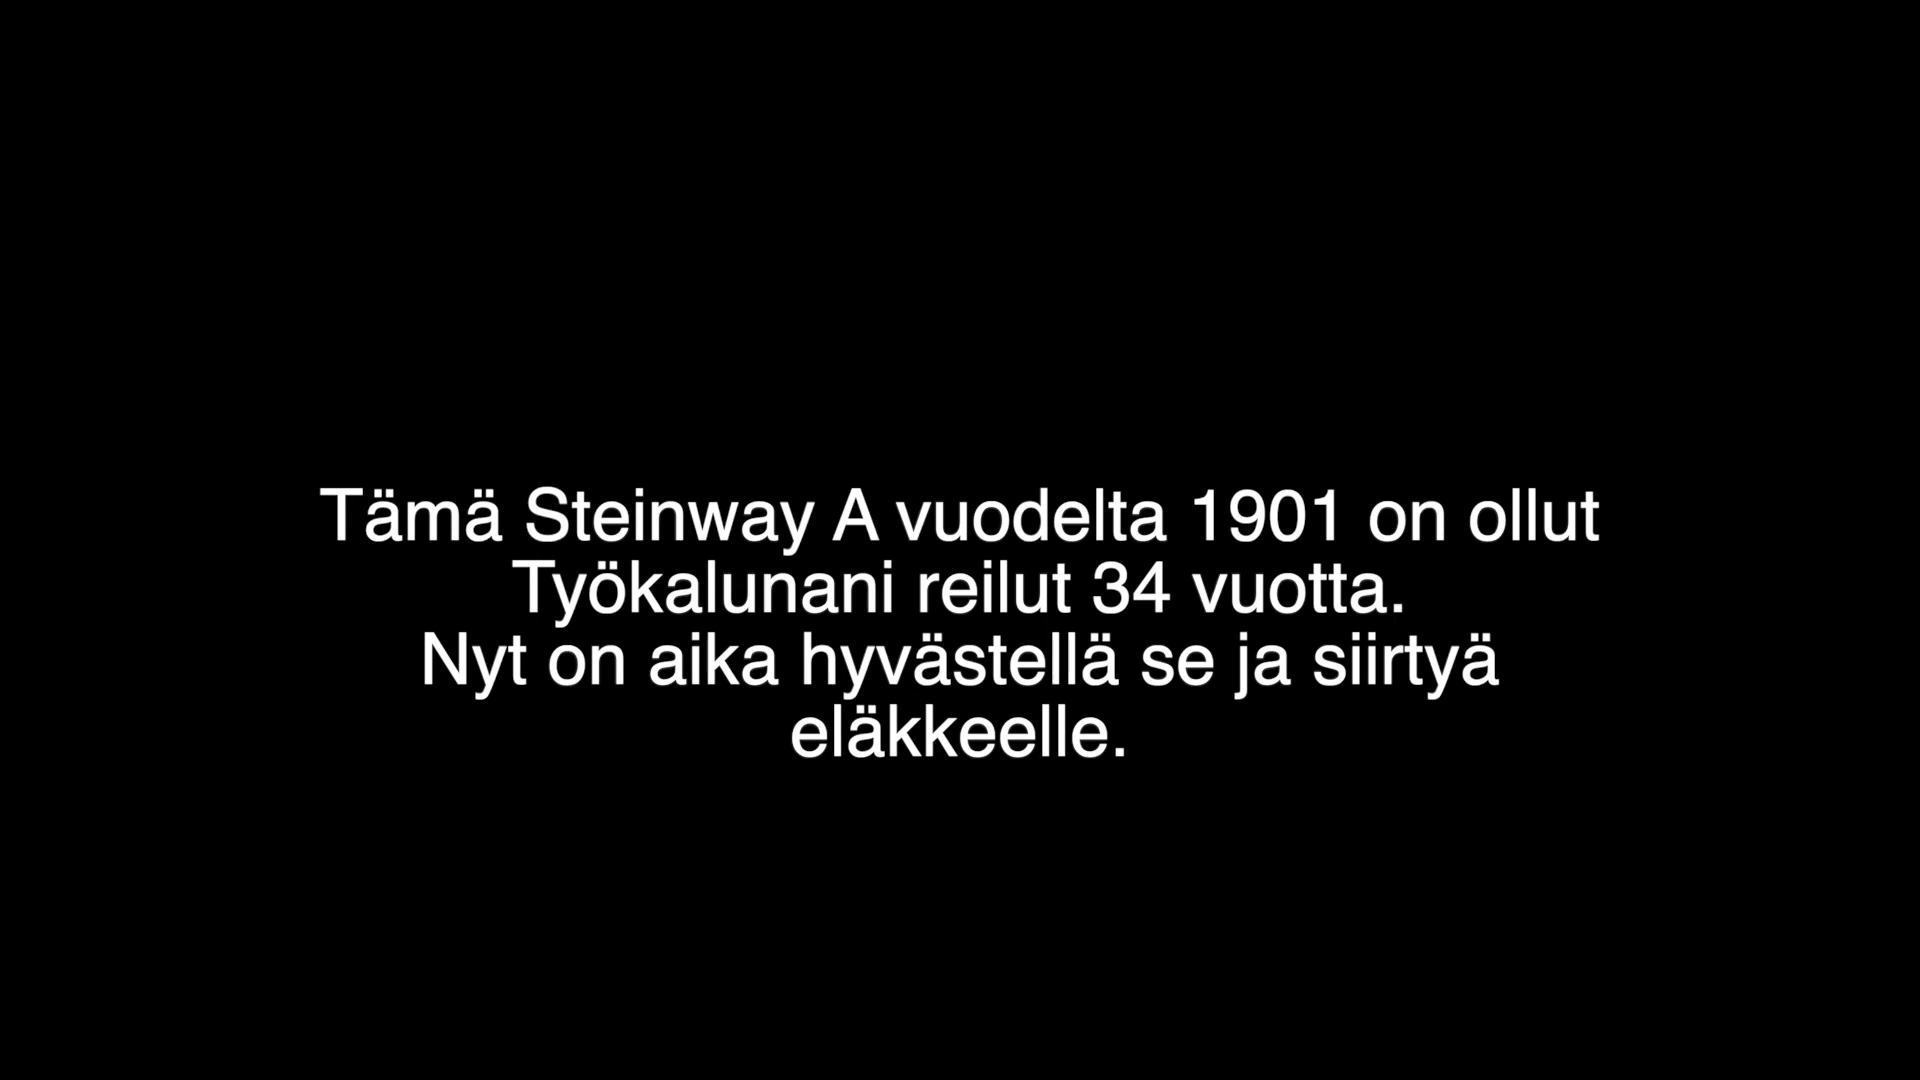 Tämä Steinway A vuodelta 1901 on ollut
Työkalunani reilut 34 vuotta.
Nyt on aika hyvästellä se ja siirtyä
eläkkeelle.